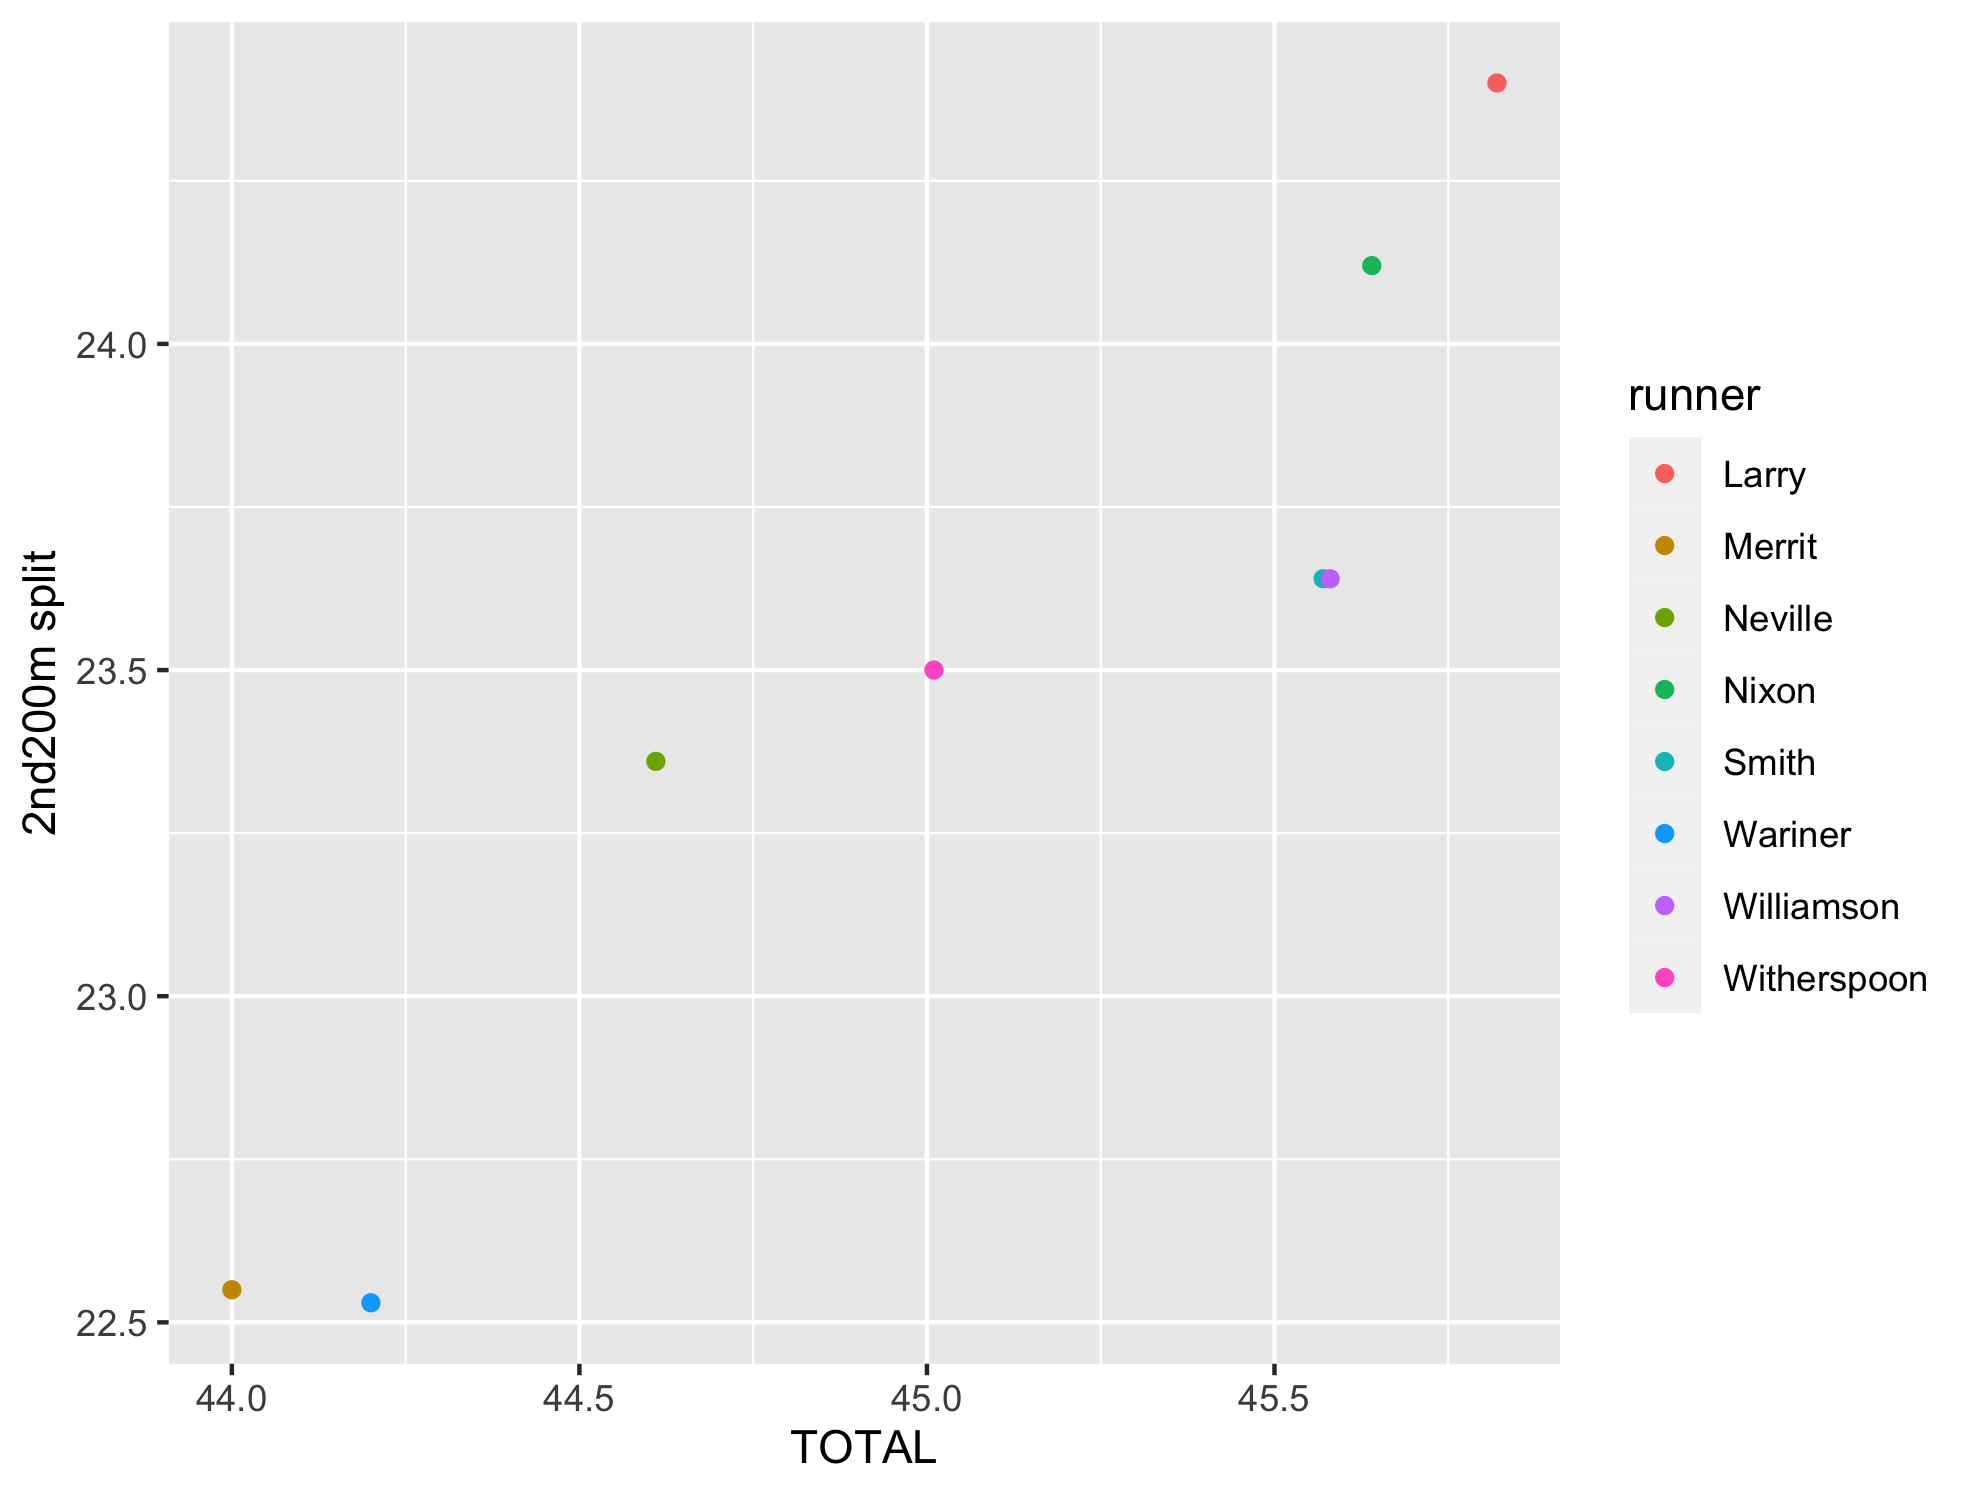 2nd200m split
24.0
23.5
23.0
22.5
44.0 44.5 45.0 45.5
TOTAL
runner
Larry
Merrit
Neville
Nixon
Smith
Wariner
Williamson
Witherspoon